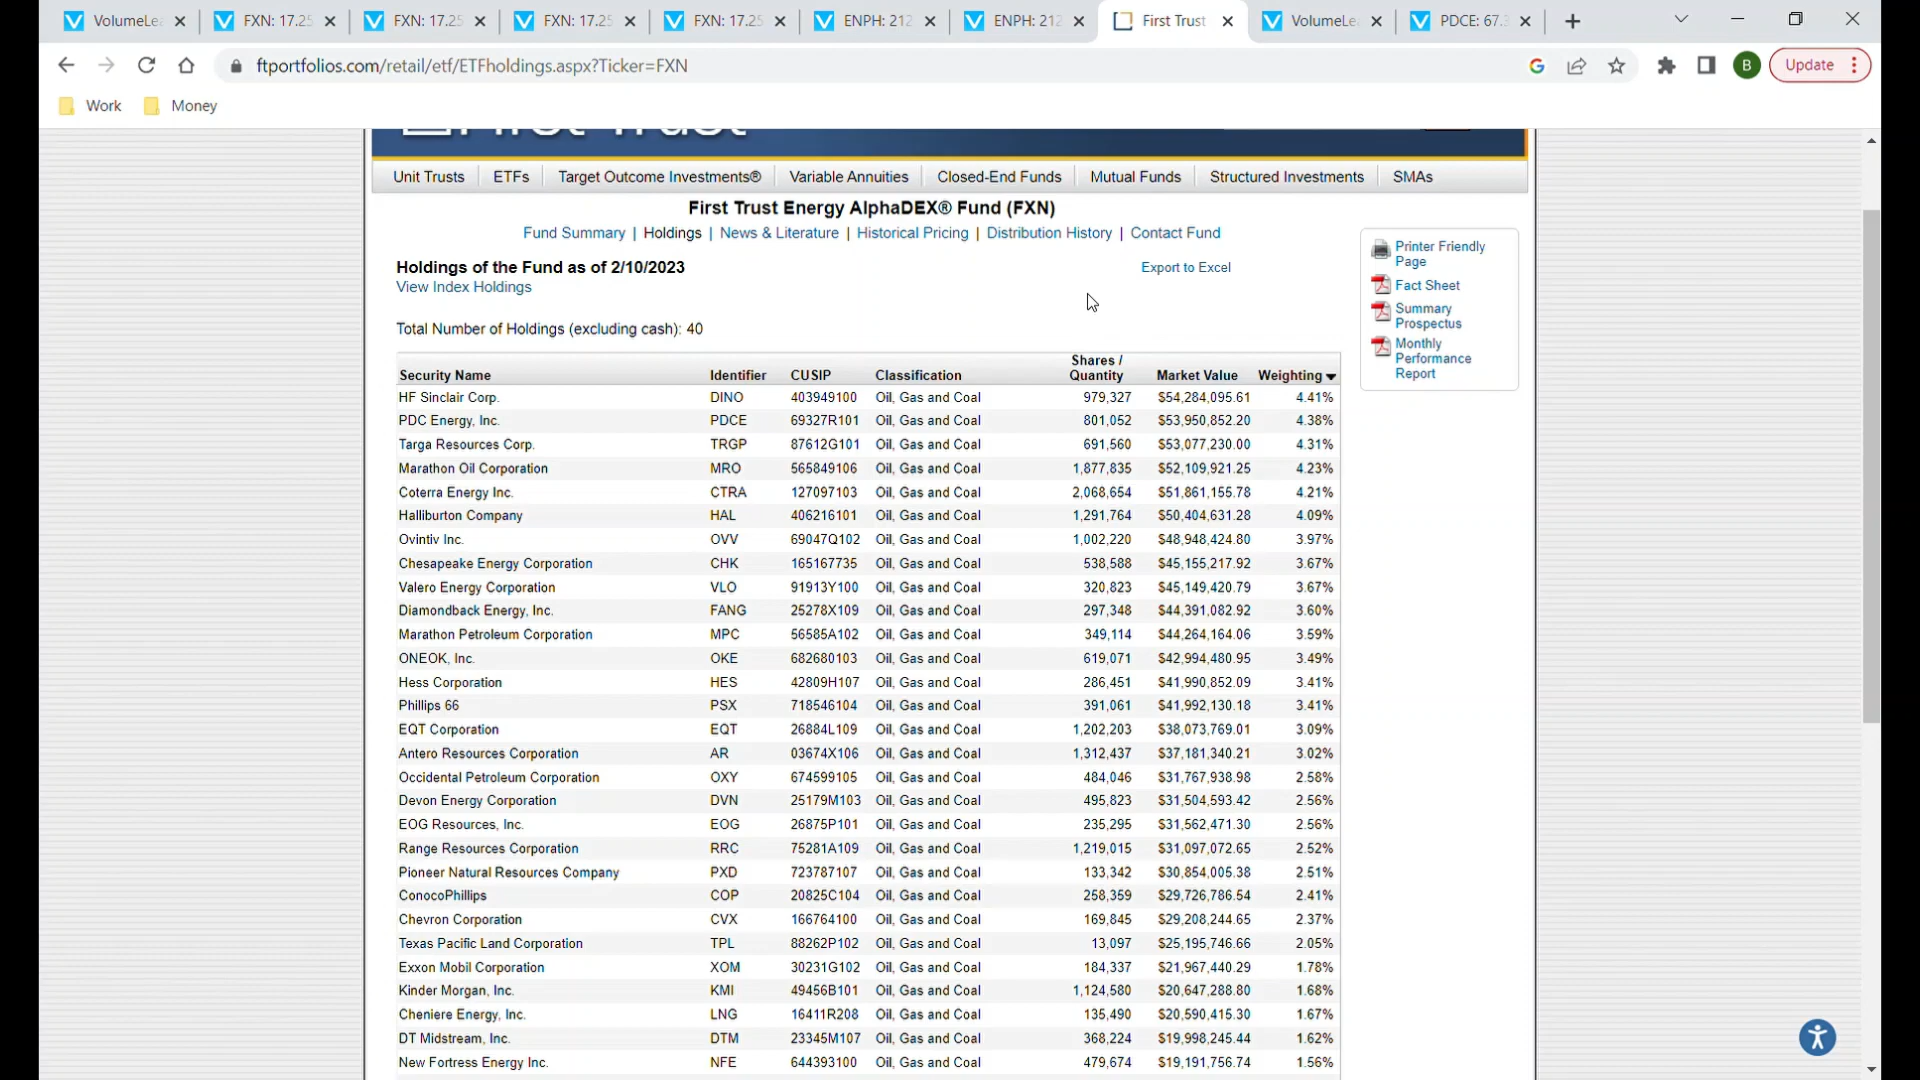 VolumeLe FXN: 17.25 FXN: 17.25 FXN: 17.25 FXN: 17.25 ENPH: 212 ENPH: 212 First Trust VolumeLe PDCE: 67.3
ftportfolios.com/retail/etf/ETFholdings.aspx?Ticker=FXN B Update
Work Money
First Trust
Unit Trusts ETFs Target Outcome Investments® Variable Annuities Closed-End Funds Mutual Funds Structured Investments SMAs
First Trust Energy AlphaDEX® Fund (FXN)
Fund Summary | Holdings | News & Literature | Historical Pricing | Distribution History | Contact Fund
Holdings of the Fund as of 2/10/2023 Export to Excel
View Index Holdings
Total Number of Holdings (excluding cash): 40
Printer Friendly
Page
Fact Sheet
Summary
Prospectus
Monthly
Performance
Report
Security Name Identifier CUSIP Classification Shares / Quantity Market Value Weighting
HF Sinclair Corp. DINO 403949100 Oil, Gas and Coal 979,327 $54,284,095.61 4.41%
PDC Energy, Inc. PDCE 69327R101 Oil, Gas and Coal 801,052 $53,950,852.20 4.38%
Targa Resources Corp. TRGP 87612G101 Oil, Gas and Coal 691,560 $53,077,230.00 4.31%
Marathon Oil Corporation MRO 565849106 Oil, Gas and Coal 1,877,835 $52,109,921.25 4.23%
Coterra Energy Inc. CTRA 127097103 Oil, Gas and Coal 2,068,654 $51,861,155.78 4.21%
Halliburton Company HAL 406216101 Oil, Gas and Coal 1,291,764 $50,404,631.28 4.09%
Ovintiv Inc. OVV 69047Q102 Oil, Gas and Coal 1,002,220 $48,948,424.80 3.97%
Chesapeake Energy Corporation CHK 165167735 Oil, Gas and Coal 538,588 $45,155,217.92 3.67%
Valero Energy Corporation VLO 91913Y100 Oil, Gas and Coal 320,823 $45,149,420.79 3.67%
Diamondback Energy, Inc. FANG 25278X109 Oil, Gas and Coal 297,348 $44,391,082.92 3.60%
Marathon Petroleum Corporation MPC 56585A102 Oil, Gas and Coal 349,114 $44,264,164.06 3.59%
ONEOK, Inc. OKE 682680103 Oil, Gas and Coal 619,071 $42,994,480.95 3.49%
Hess Corporation HES 42809H107 Oil, Gas and Coal 286,451 $41,990,852.09 3.41%
Phillips 66 PSX 718546104 Oil, Gas and Coal 391,061 $41,992,130.18 3.41%
EQT Corporation EQT 26884L109 Oil, Gas and Coal 1,202,203 $38,073,769.01 3.09%
Antero Resources Corporation AR 03674X106 Oil, Gas and Coal 1,312,437 $37,181,340.21 3.02%
Occidental Petroleum Corporation OXY 674599105 Oil, Gas and Coal 484,046 $31,767,938.98 2.58%
Devon Energy Corporation DVN 25179M103 Oil, Gas and Coal 495,823 $31,504,593.42 2.56%
EOG Resources, Inc. EOG 26875P101 Oil, Gas and Coal 235,295 $31,562,471.30 2.56%
Range Resources Corporation RRC 75281A109 Oil, Gas and Coal 1,219,015 $31,097,072.65 2.52%
Pioneer Natural Resources Company PXD 723787107 Oil, Gas and Coal 133,342 $30,854,005.38 2.51%
ConocoPhillips COP 20825C104 Oil, Gas and Coal 258,359 $29,726,786.54 2.41%
Chevron Corporation CVX 166764100 Oil, Gas and Coal 169,845 $29,208,244.65 2.37%
Texas Pacific Land Corporation TPL 88262P102 Oil, Gas and Coal 13,097 $25,195,746.66 2.05%
Exxon Mobil Corporation XOM 30231G102 Oil, Gas and Coal 184,337 $21,967,440.29 1.78%
Kinder Morgan, Inc. KMI 49456B101 Oil, Gas and Coal 1,124,580 $20,647,288.80 1.68%
Cheniere Energy, Inc. LNG 16411R208 Oil, Gas and Coal 135,490 $20,590,415.30 1.67%
DT Midstream, Inc. DTM 23345M107 Oil, Gas and Coal 368,224 $19,998,245.44 1.62%
New Fortress Energy Inc. NFE 644393100 Oil, Gas and Coal 479,674 $19,191,756.74 1.56%